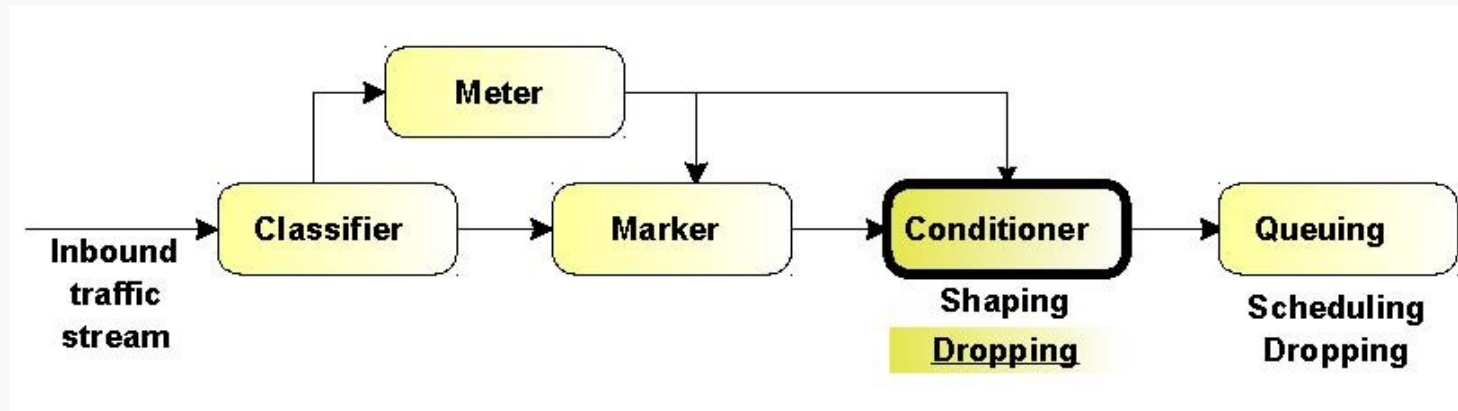 Meter
Classifier
Marker
Conditioner
Queuing
Inbound
traffic
stream
Shaping
Dropping
Scheduling
Dropping